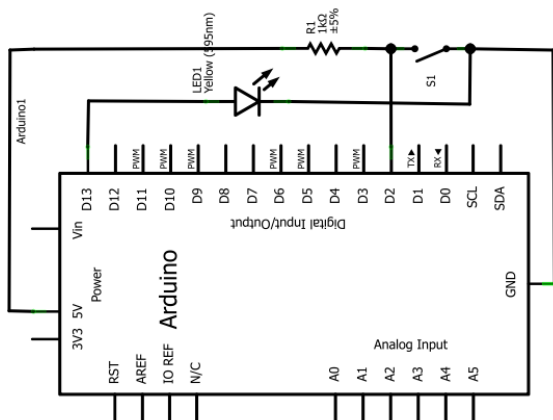 R1
1kΩ
±5%
S1
LED1
Yellow (595nm)
Arduino1
PWM
PWM
PWM
PWM
PWM
PWM
TX▶
RX◀
D13
D12
D11
D10
D9
D8
D7
D6
D5
D4
D3
D2
D1
D0
SCL
SDA
Digital Input/Output
Vin
Power
5V
3V3
Arduino
GND
Analog Input
RST
AREF
IO REF
N/C
A0
A1
A2
A3
A4
A5